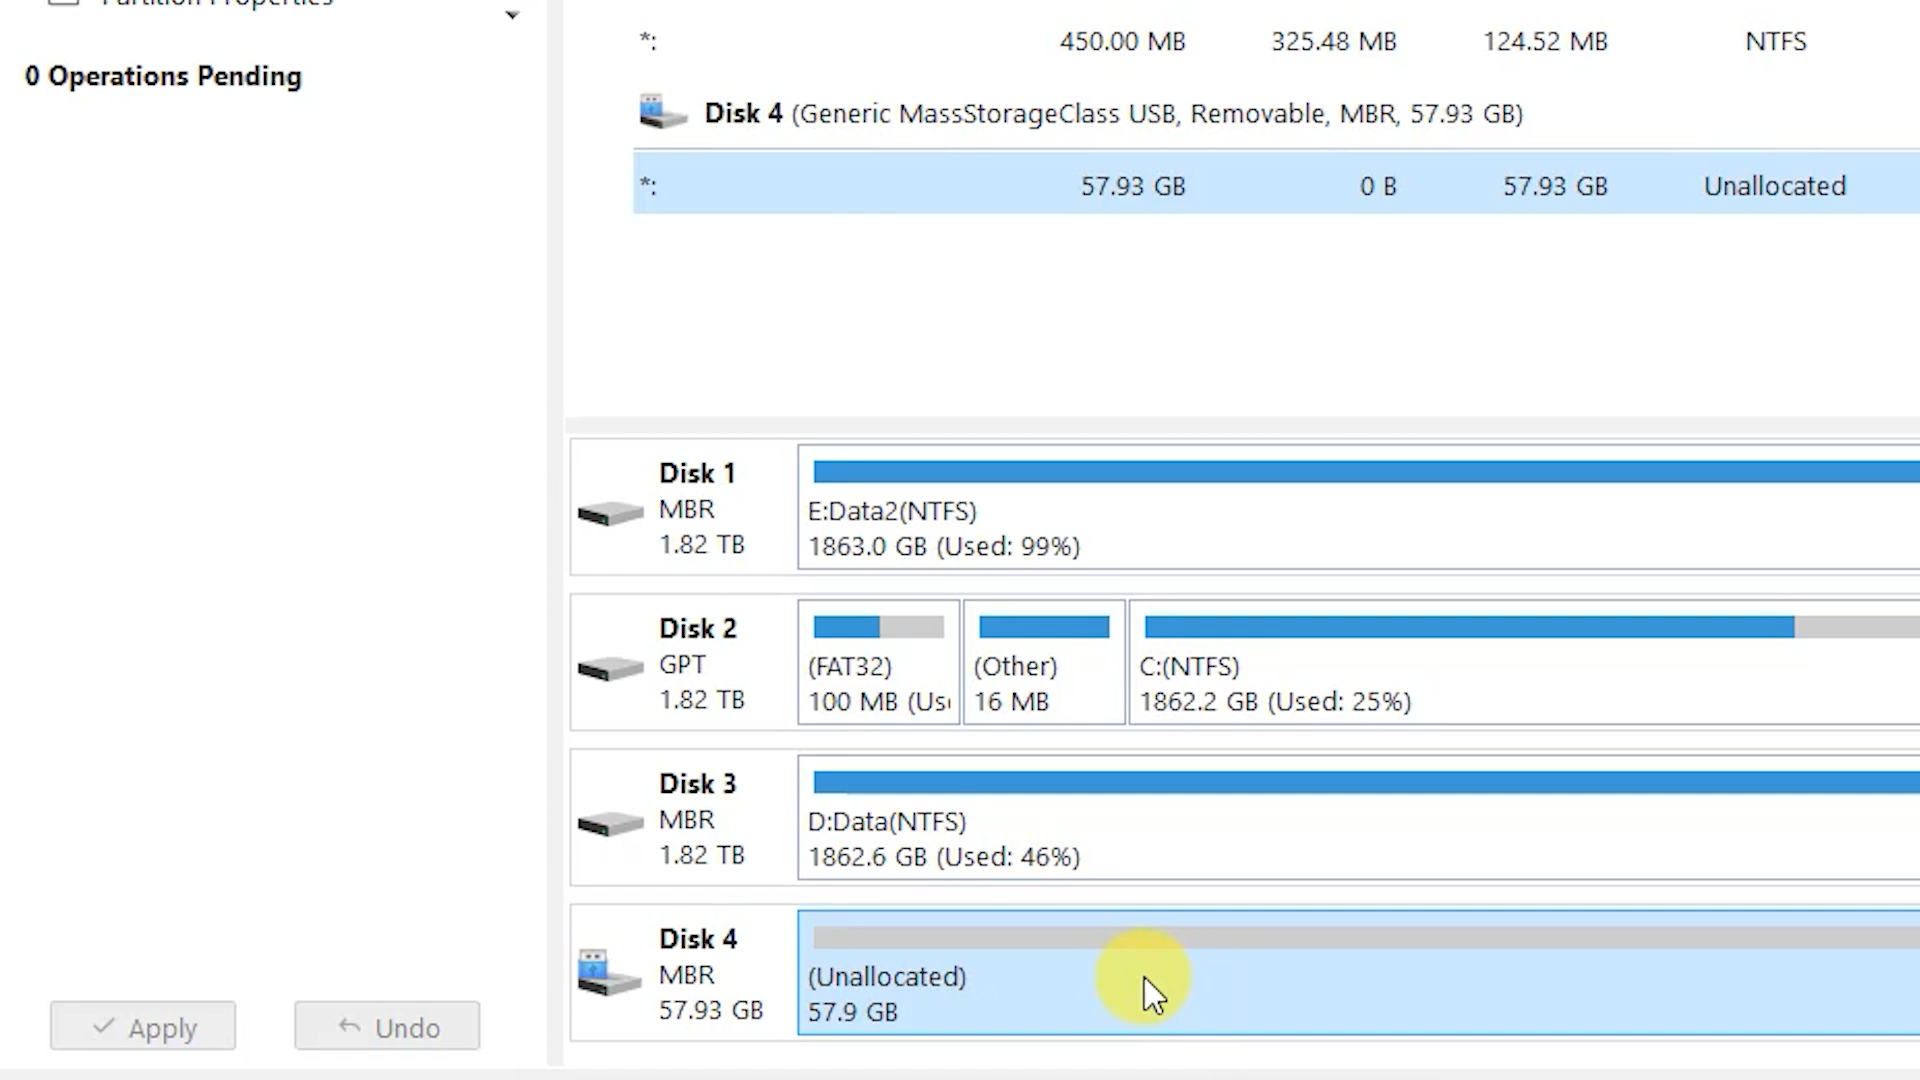 Partition Properties
0 Operations Pending
*: 450.00 MB 325.48 MB 124.52 MB NTFS
Disk 4 (Generic MassStorageClass USB, Removable, MBR, 57.93 GB)
*: 57.93 GB 0 B 57.93 GB Unallocated
Disk 1
MBR
1.82 TB
E:Data2(NTFS)
1863.0 GB (Used: 99%)
Disk 2
GPT
1.82 TB
(FAT32)
100 MB (Us
(Other)
16 MB
C:(NTFS)
1862.2 GB (Used: 25%)
Disk 3
MBR
1.82 TB
D:Data(NTFS)
1862.6 GB (Used: 46%)
Disk 4
MBR
57.93 GB
(Unallocated)
57.9 GB
Apply
Undo